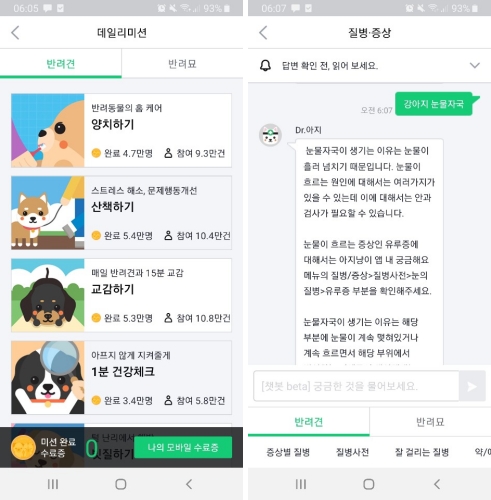 06:05
93%
데일리미션
반려견
반려묘
반려동물의 홈 케어
양치하기
완료 4.7만명
참여 9.3만건
스트레스 해소, 문제행동개선
산책하기
완료 5.4만명
참여 10.4만건
매일 반려견과 15분 교감
교감하기
완료 5.3만명
참여 10.8만건
아프지 않게 지켜줄게
1분 건강체크
완료 3.4만명
참여 5.8만건
미션 완료
수료증
0
나의 모바일 수료증
06:07
93%
질병·증상
답변 확인 전, 읽어 보세요.
오전 6:07
강아지 눈물자국
Dr.아지
눈물자국이 생기는 이유는 눈물이
흘러 넘치기 때문입니다. 눈물이
흐르는 원인에 대해서는 여러가지가
있을 수 있는데 이에 대해서는 안과
검사가 필요할 수 있습니다.
눈물이 흐르는 증상인 유루증에
대해서는 아지냥이 앱 내 궁금해요
메뉴의 질병/증상>질병사전>눈의
질병>유루증 부분을 확인해주세요.
눈물자국이 생기는 이유는 해당
부분에 눈물이 계속 젖혀있거나
계속 흐르면서 해당 부위에서
[챗봇 beta] 궁금한 것을 물어보세요.
반려견
반려묘
증상별 질병
질병사전
잘 걸리는 질병